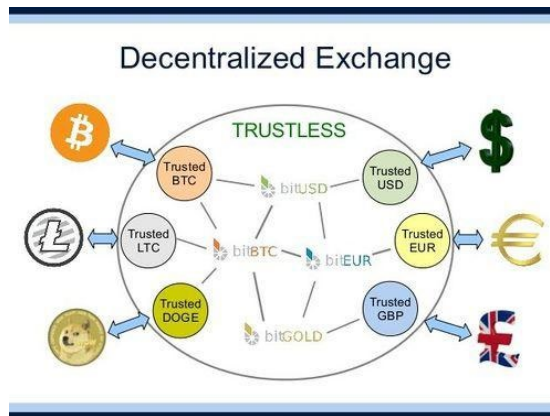 Decentralized Exchange
TRUSTLESS
Trusted
BTC
Trusted
USD
bitUSD
Trusted
LTC
Trusted
EUR
bitBTC
bitEUR
Trusted
DOGE
Trusted
GBP
bitGOLD